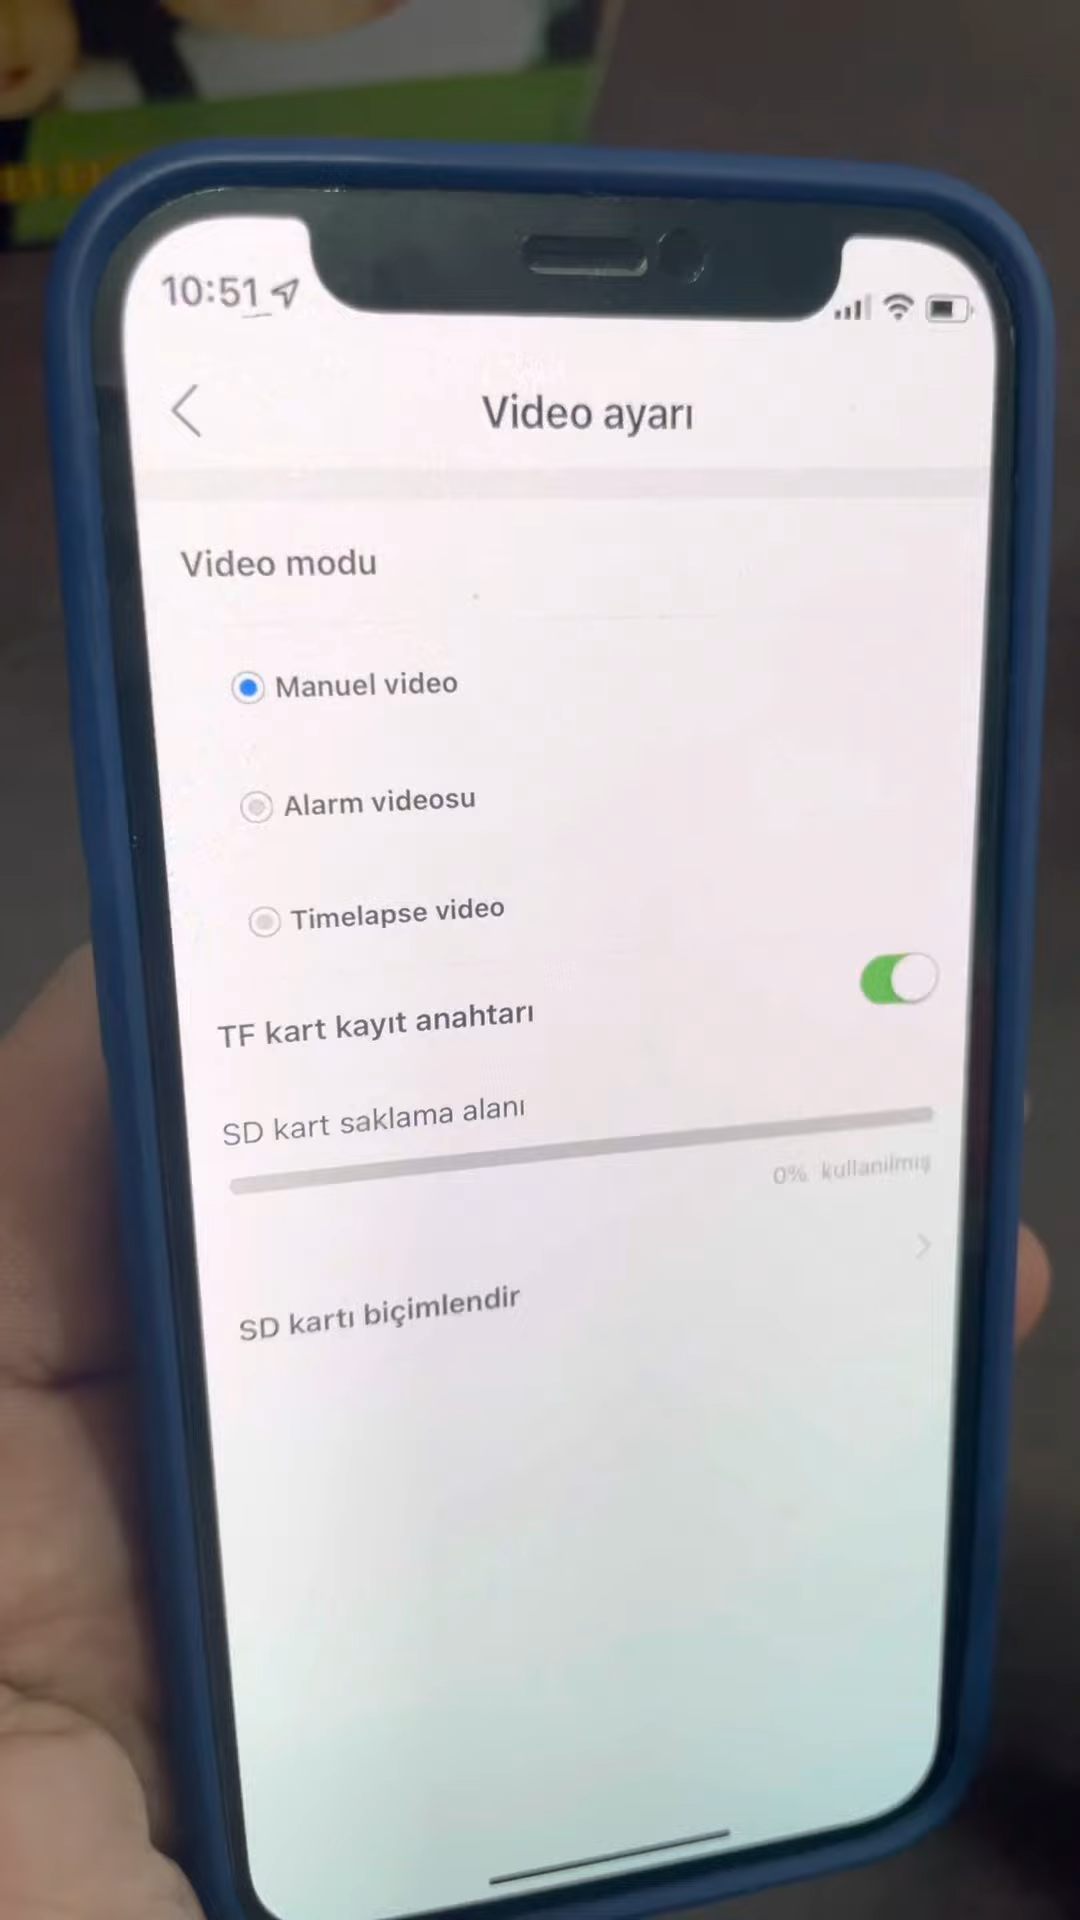 10:51
Video ayarı
Video modu
Manuel video
Alarm videosu
Timelapse video
TF kart kayıt anahtarı
SD kart saklama alanı
0% kullanilmış
SD kartı biçimlendir